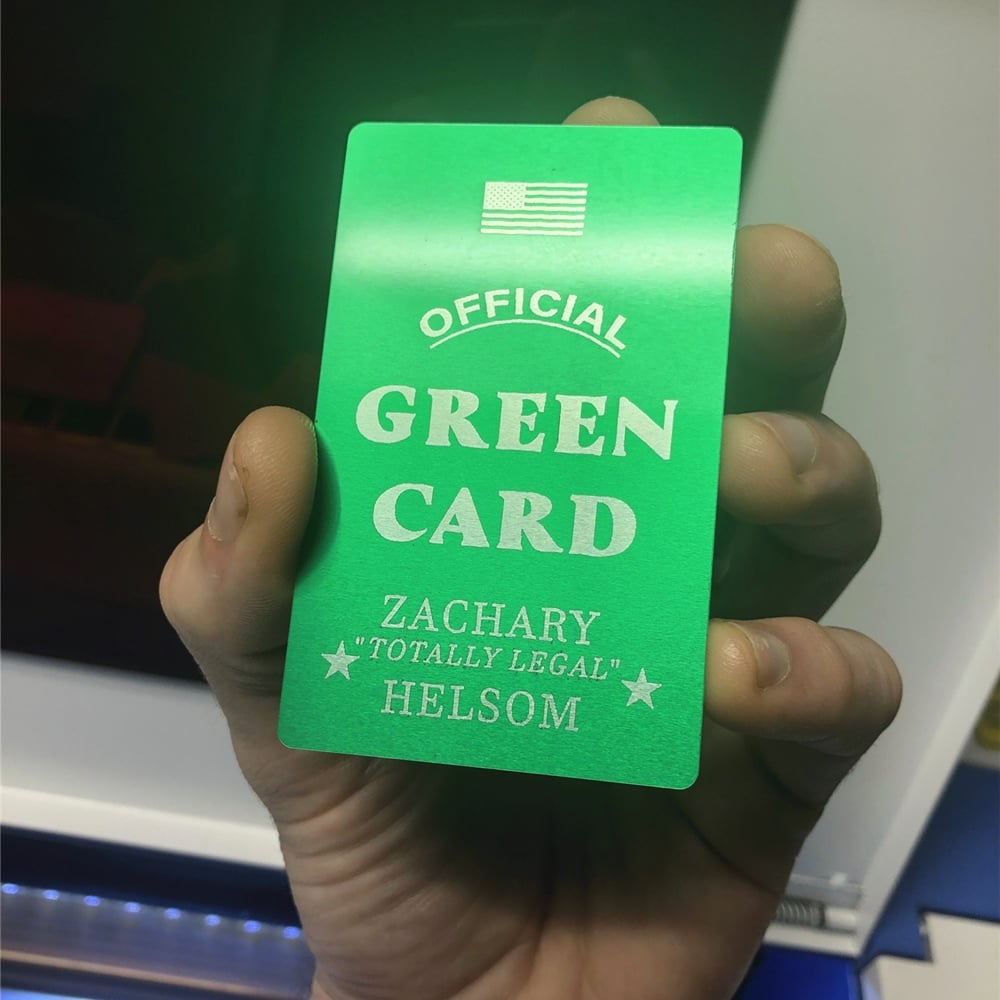 OFFICIAL
GREEN
CARD
ZACHARY
"TOTALLY LEGAL"
HELSOM